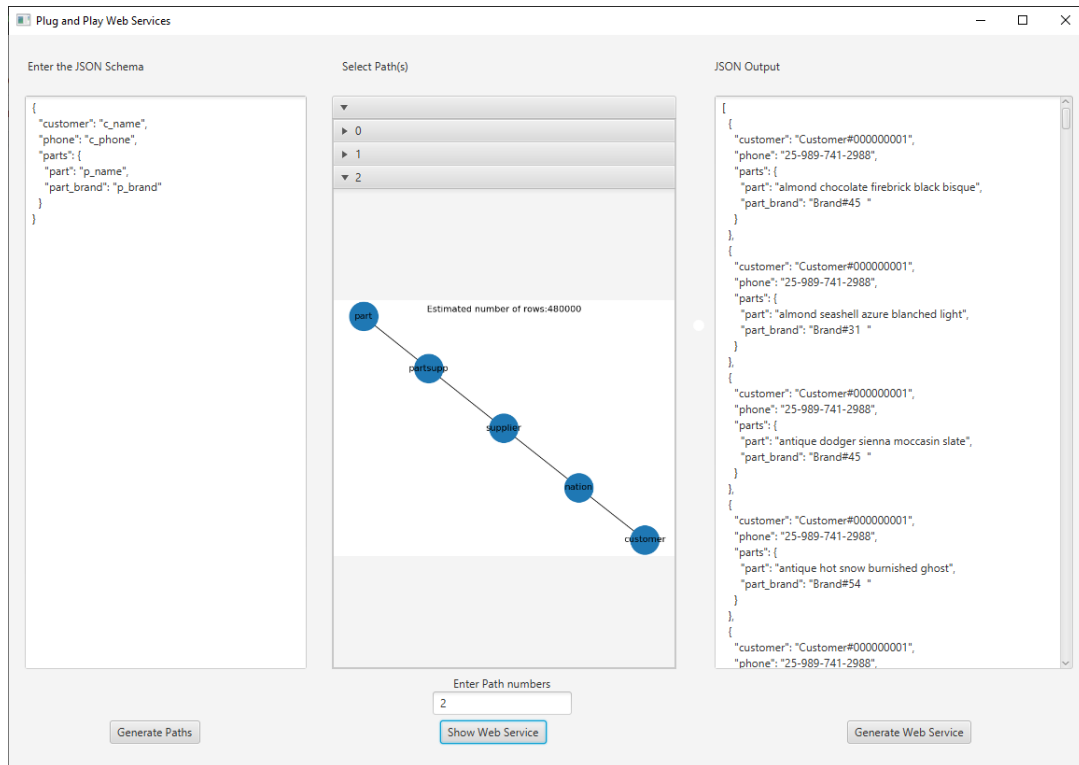 Plug and Play Web Services
Enter the JSON Schema
{
"customer": "c_name",
"phone": "c_phone",
"parts": {
"part": "p_name",
"part_brand": "p_brand"
}
}
Generate Paths
Select Path(s)
0
1
2
Estimated number of rows:480000
part
partsupp
supplier
nation
customer
Enter Path numbers
2
Show Web Service
JSON Output
[
{
"customer": "Customer#000000001",
"phone": "25-989-741-2988",
"parts": {
"part": "almond chocolate firebrick black bisque",
"part_brand": "Brand#45  "
}
},
{
"customer": "Customer#000000001",
"phone": "25-989-741-2988",
"parts": {
"part": "almond seashell azure blanched light",
"part_brand": "Brand#31  "
}
},
{
"customer": "Customer#000000001",
"phone": "25-989-741-2988",
"parts": {
"part": "antique dodger sienna moccasin slate",
"part_brand": "Brand#45  "
}
},
{
"customer": "Customer#000000001",
"phone": "25-989-741-2988",
"parts": {
"part": "antique hot snow burnished ghost",
"part_brand": "Brand#54  "
}
},
{
"customer": "Customer#000000001",
"phone": "25-989-741-2988",
Generate Web Service